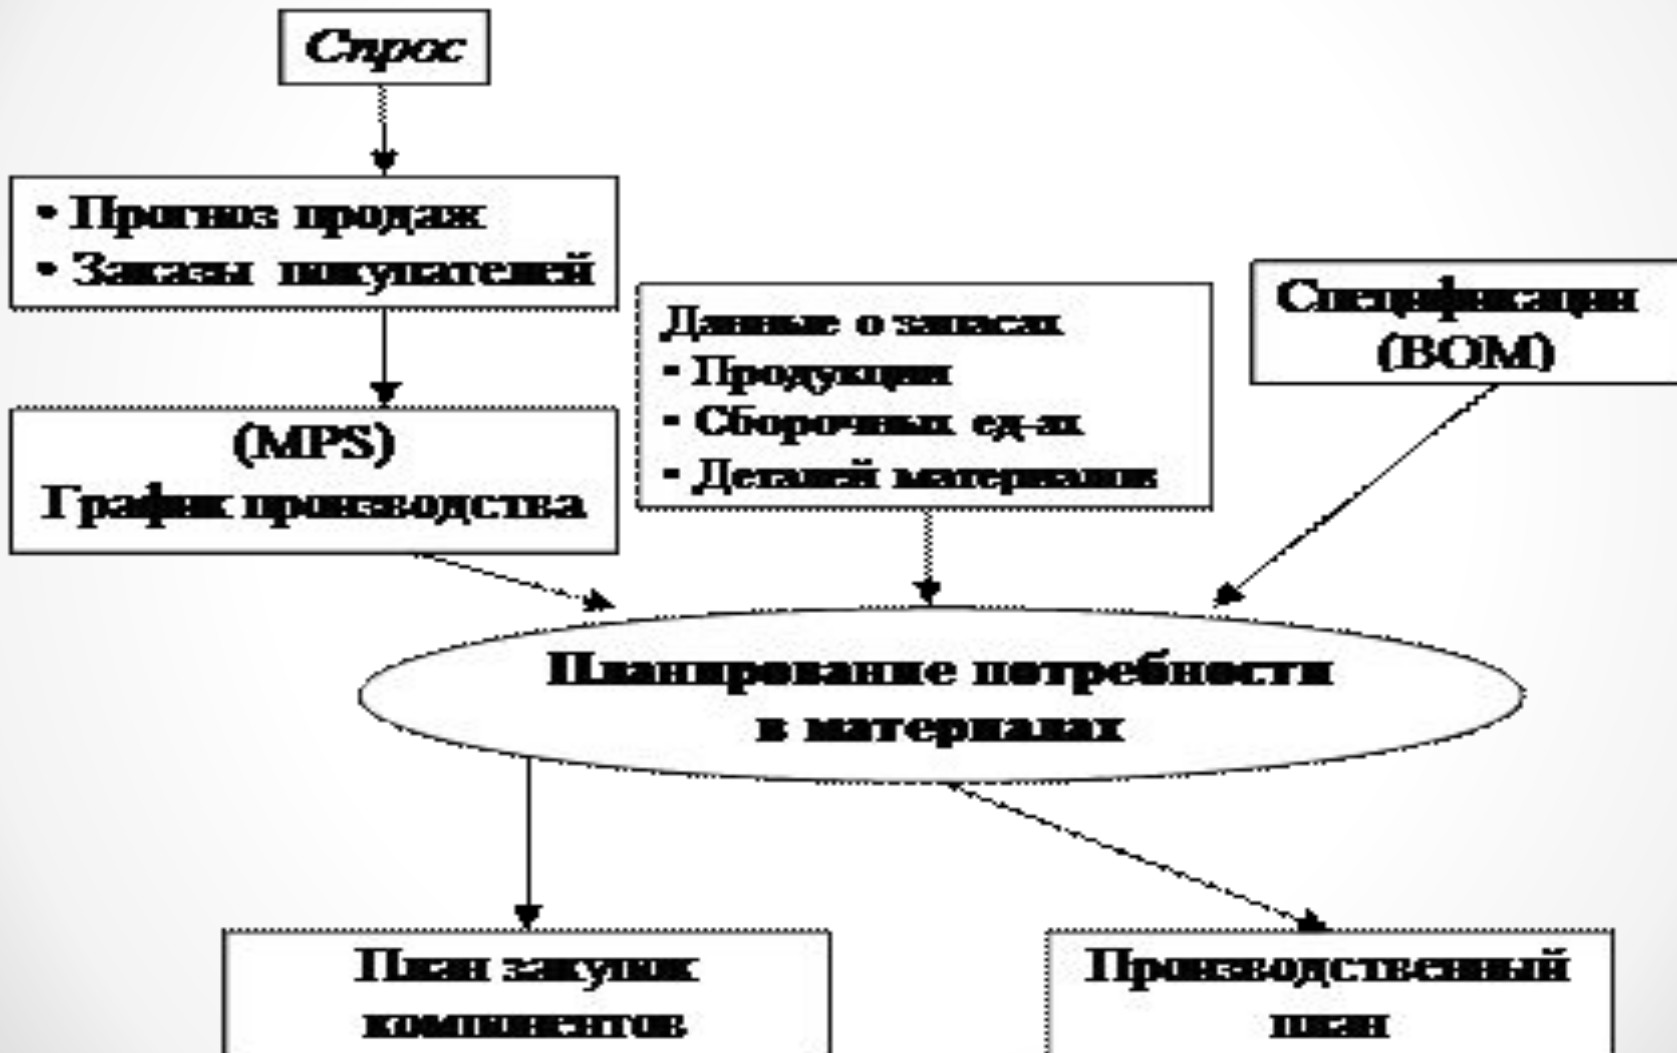 Спрос
• Прогноз продаж
• Заказы покупателей
(MPS)
График производства
Данные о запасах
• Продукции
• Сборочных ед-ах
• Деталей материалов
Спецификации
(BOM)
Планирование потребности
в материалах
План закупок
компонентов
Производственный
план